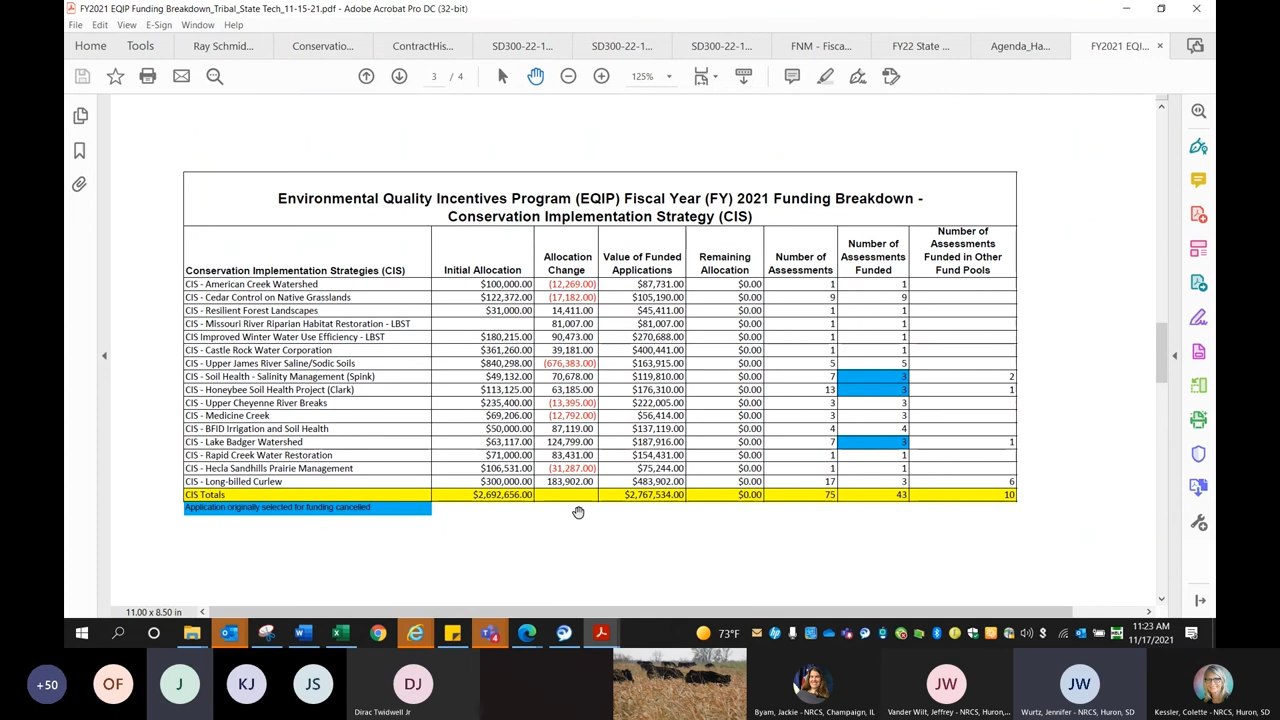 FY2021 EQIP Funding Breakdown_Tribal_State Tech_11-15-21.pdf - Adobe Acrobat Pro DC (32-bit)
File Edit View E-Sign Window Help
Home Tools Ray Schmid... Conservatio... ContractHis... SD300-22-1... SD300-22-1... SD300-22-1... FNM - Fisca... FY22 State ... Agenda_Ha... FY2021 EQI... ×
3 / 4 125%
Environmental Quality Incentives Program (EQIP) Fiscal Year (FY) 2021 Funding Breakdown -
Conservation Implementation Strategy (CIS)
Conservation Implementation Strategies (CIS) Initial Allocation Allocation Change Value of Funded Applications Remaining Allocation Number of Assessments Number of Assessments Funded Number of Assessments Funded in Other Fund Pools
CIS - American Creek Watershed $100,000.00 (12,269.00) $87,731.00 $0.00 1 1
CIS - Cedar Control on Native Grasslands $122,372.00 (17,182.00) $105,190.00 $0.00 9 9
CIS - Resilient Forest Landscapes $31,000.00 14,411.00 $45,411.00 $0.00 1 1
CIS - Missouri River Riparian Habitat Restoration - LBST 81,007.00 $81,007.00 $0.00 1 1
CIS Improved Winter Water Use Efficiency - LBST $180,215.00 90,473.00 $270,688.00 $0.00 1 1
CIS - Castle Rock Water Corporation $361,260.00 39,181.00 $400,441.00 $0.00 1 1
CIS - Upper James River Saline/Sodic Soils $840,298.00 (676,383.00) $163,915.00 $0.00 5 5
CIS - Soil Health - Salinity Management (Spink) $49,132.00 70,678.00 $119,810.00 $0.00 7 3 2
CIS - Honeybee Soil Health Project (Clark) $113,125.00 63,185.00 $176,310.00 $0.00 13 3 1
CIS - Upper Cheyenne River Breaks $235,400.00 (13,395.00) $222,005.00 $0.00 3 3
CIS - Medicine Creek $69,206.00 (12,792.00) $56,414.00 $0.00 3 3
CIS - BFID Irrigation and Soil Health $50,000.00 87,119.00 $137,119.00 $0.00 4 4
CIS - Lake Badger Watershed $63,117.00 124,799.00 $187,916.00 $0.00 7 3 1
CIS - Rapid Creek Water Restoration $71,000.00 83,431.00 $154,431.00 $0.00 1 1
CIS - Hecla Sandhills Prairie Management $106,531.00 (31,287.00) $75,244.00 $0.00 1 1
CIS - Long-billed Curlew $300,000.00 183,902.00 $483,902.00 $0.00 17 3 6
CIS Totals $2,692,656.00 $2,767,534.00 $0.00 75 43 10
Application originally selected for funding cancelled
11.00 x 8.50 in
73°F 11:23 AM
11/17/2021
+50 OF J KJ JS DJ JW JW
Dirac Twidwell Jr Byam, Jackie - NRCS, Champaign, IL Vander Wilt, Jeffrey - NRCS, Huron,... Wurtz, Jennifer - NRCS, Huron, SD Kessler, Colette - NRCS, Huron, SD